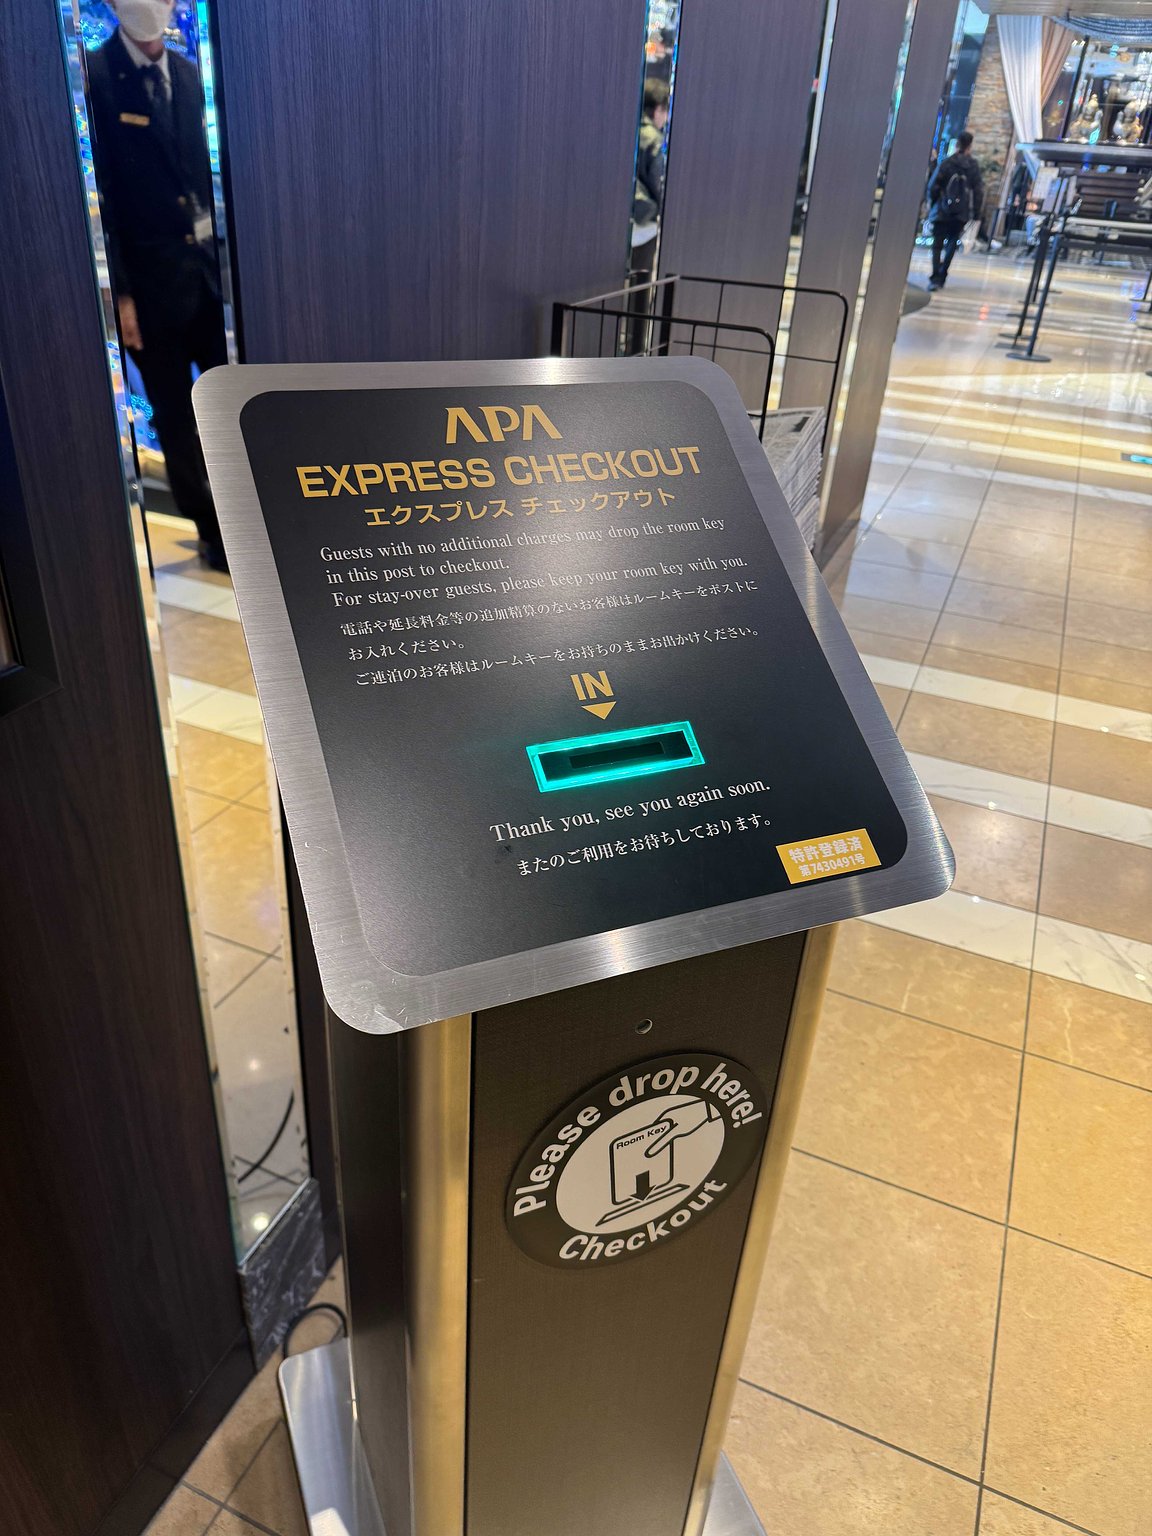 APA
EXPRESS CHECKOUT
エクスプレス チェックアウト
Guests with no additional charges may drop the room key
in this post to checkout.
For stay-over guests, please keep your room key with you.
電話や延長料金等の追加精算のないお客様はルームキーをポストに
お入れください。
ご連泊のお客様はルームキーをお持ちのままお出かけください。
IN
Thank you, see you again soon.
またのご利用をお待ちしております。
特許登録済
第7430491号
Please drop here!
Room Key
Checkout